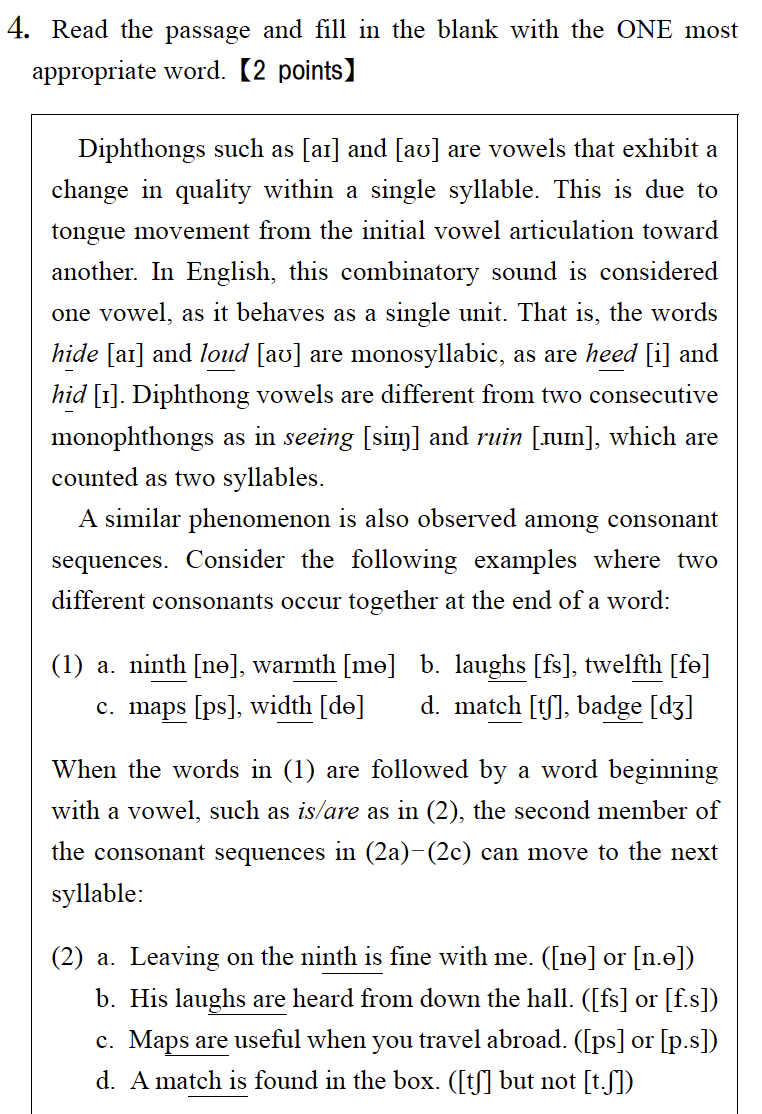 4. Read the passage and fill in the blank with the ONE most
appropriate word.【2 points】
Diphthongs such as [aɪ] and [aʊ] are vowels that exhibit a
change in quality within a single syllable. This is due to
tongue movement from the initial vowel articulation toward
another. In English, this combinatory sound is considered
one vowel, as it behaves as a single unit. That is, the words
hide [aɪ] and loud [aʊ] are monosyllabic, as are heed [i] and
hid [ɪ]. Diphthong vowels are different from two consecutive
monophthongs as in seeing [siɪŋ] and ruin [ɹuɪn], which are
counted as two syllables.
A similar phenomenon is also observed among consonant
sequences. Consider the following examples where two
different consonants occur together at the end of a word:
(1) a. ninth [nɵ], warmth [mɵ] b. laughs [fs], twelfth [fɵ]
c. maps [ps], width [dɵ] d. match [tʃ], badge [dʒ]
When the words in (1) are followed by a word beginning
with a vowel, such as is/are as in (2), the second member of
the consonant sequences in (2a)−(2c) can move to the next
syllable:
(2) a. Leaving on the ninth is fine with me. ([nɵ] or [n.ɵ])
b. His laughs are heard from down the hall. ([fs] or [f.s])
c. Maps are useful when you travel abroad. ([ps] or [p.s])
d. A match is found in the box. ([tʃ] but not [t.ʃ])